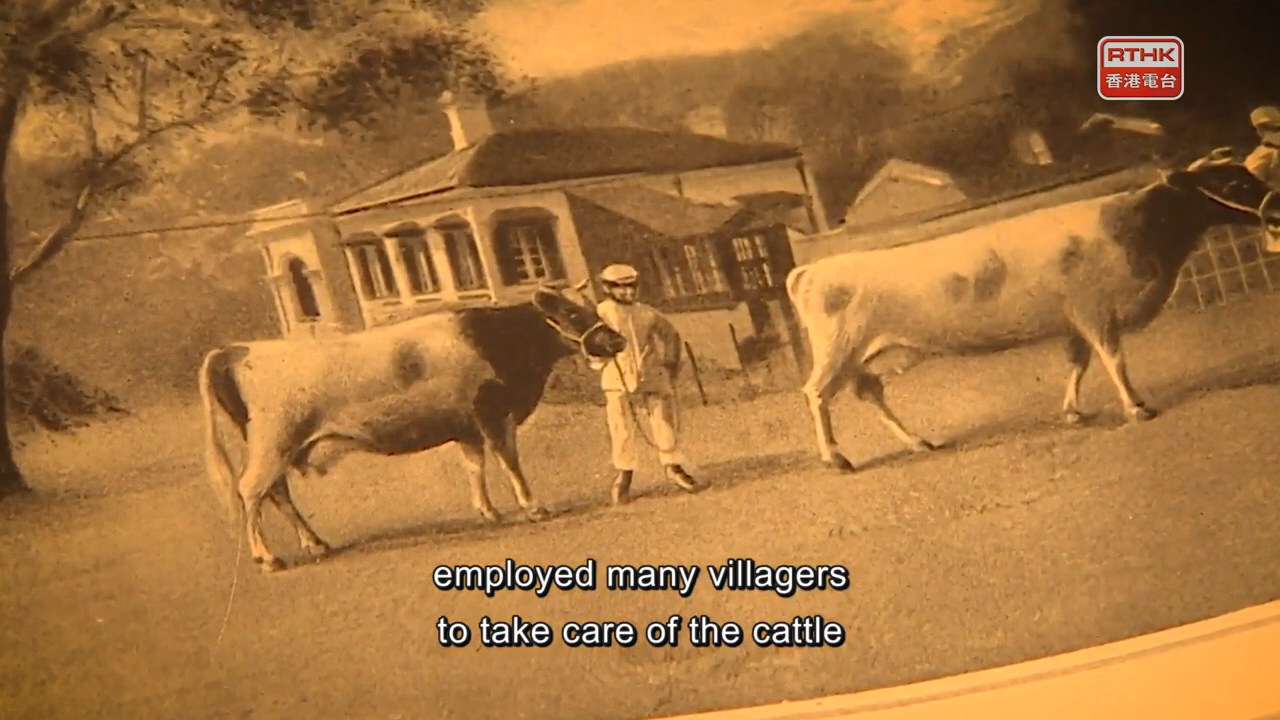 RTHK
香港電台
employed many villagers
to take care of the cattle